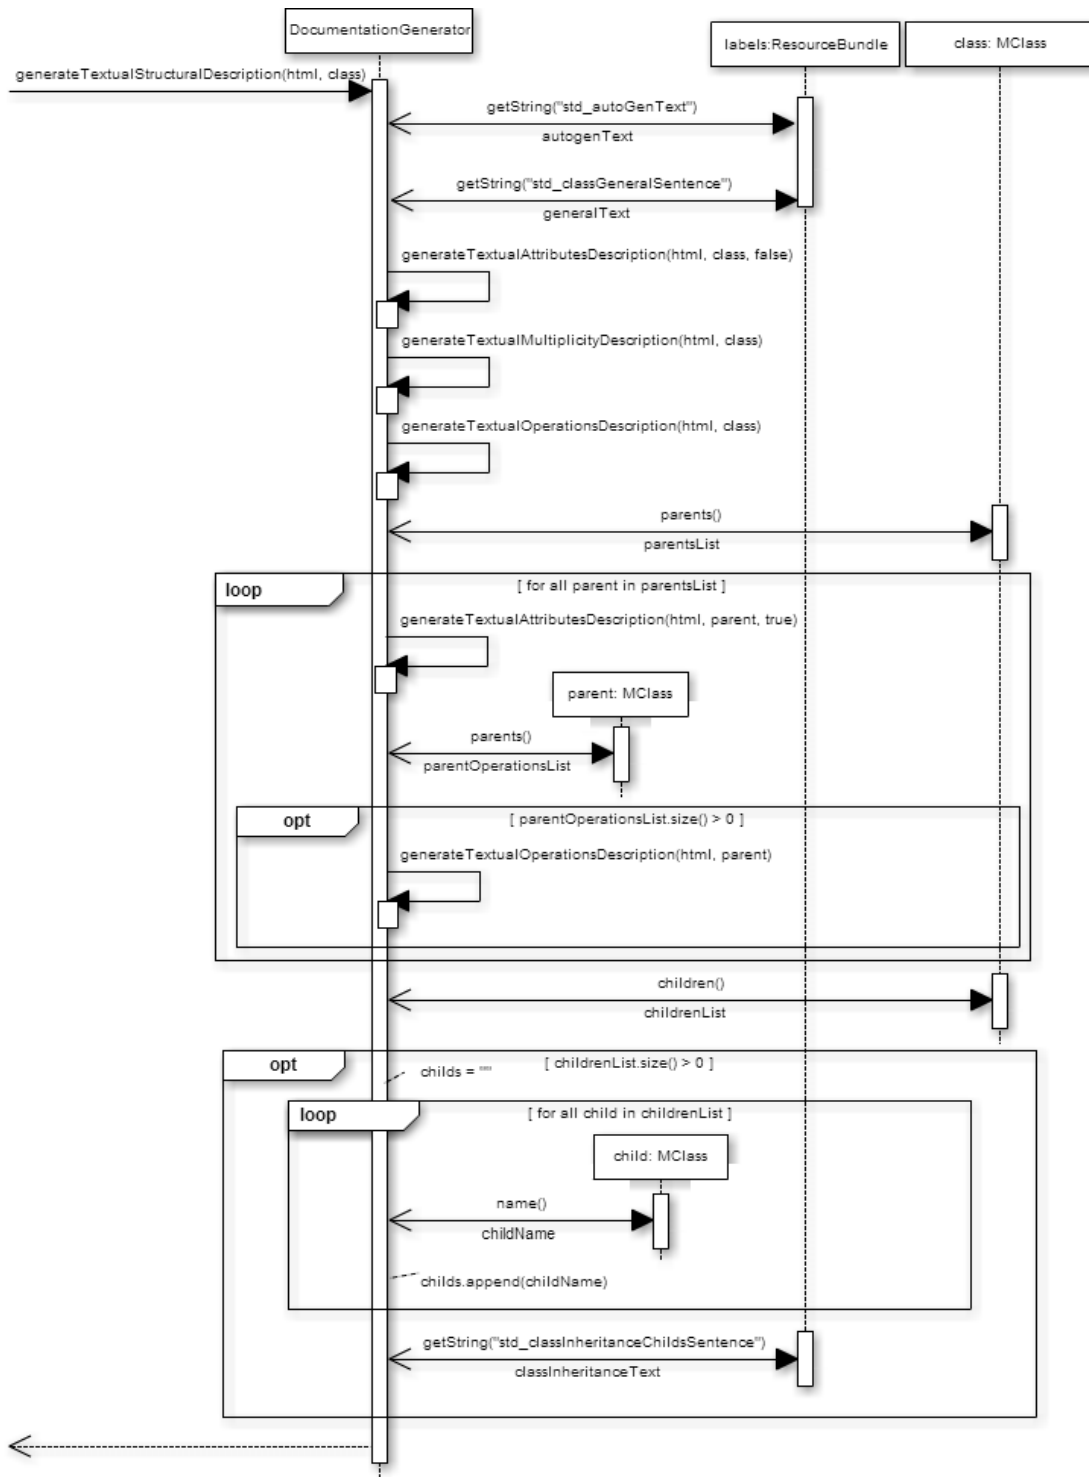 DocumentationGenerator
labels:ResourceBundle
class: MClass
generateTextualStructuralDescription(html, class)
getString("std_autoGenText")
autogenText
getString("std_classGeneralSentence")
generalText
generateTextualAttributesDescription(html, class, false)
generateTextualMultiplicityDescription(html, class)
generateTextualOperationsDescription(html, class)
parents()
parentsList
loop
[ for all parent in parentsList ]
generateTextualAttributesDescription(html, parent, true)
parent: MClass
parents()
parentOperationsList
opt
[ parentOperationsList.size() > 0 ]
generateTextualOperationsDescription(html, parent)
children()
childrenList
opt
[ childrenList.size() > 0 ]
childs = ""
loop
[ for all child in childrenList ]
child: MClass
name()
childName
childs.append(childName)
getString("std_classInheritanceChildsSentence")
classInheritanceText